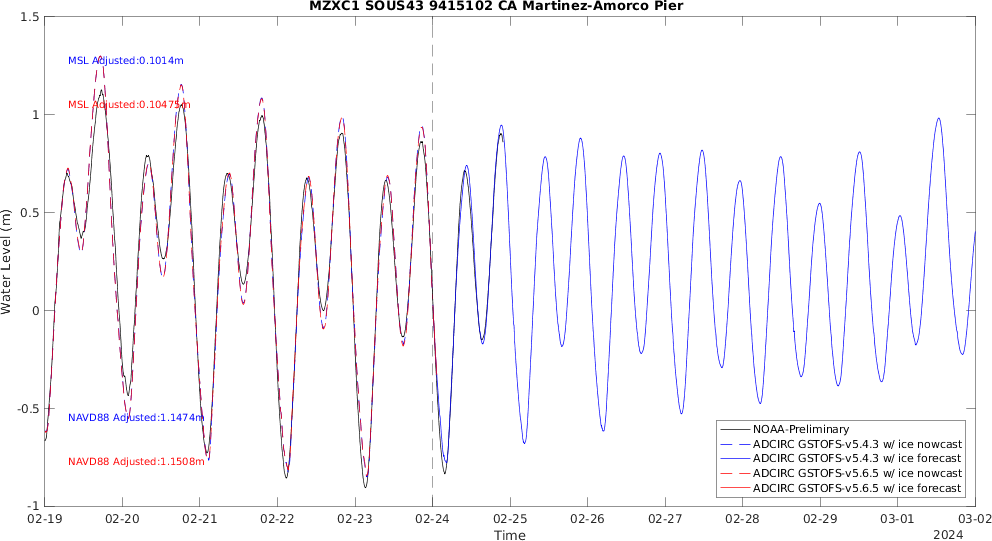 MZXC1 SOUS43 9415102 CA Martinez-Amorco Pier
1.5
1
0.5
0
-0.5
-1
Water Level (m)
MSL Adjusted:0.1014m
MSL Adjusted:0.10475m
NAVD88 Adjusted:1.1474m
NAVD88 Adjusted:1.1508m
NOAA-Preliminary
ADCIRC GSTOFS-v5.4.3 w/ ice nowcast
ADCIRC GSTOFS-v5.4.3 w/ ice forecast
ADCIRC GSTOFS-v5.6.5 w/ ice nowcast
ADCIRC GSTOFS-v5.6.5 w/ ice forecast
02-19 02-20 02-21 02-22 02-23 02-24 02-25 02-26 02-27 02-28 02-29 03-01 03-02
Time
2024